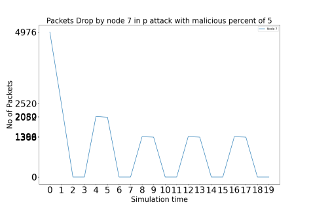 Packets Drop by node 7 in p attack with malicious percent of 5
Node 7
4976
2520
0
No of Packets
0 1 2 3 4 5 6 7 8 9 10 11 12 13 14 15 16 17 18 19
Simulation time